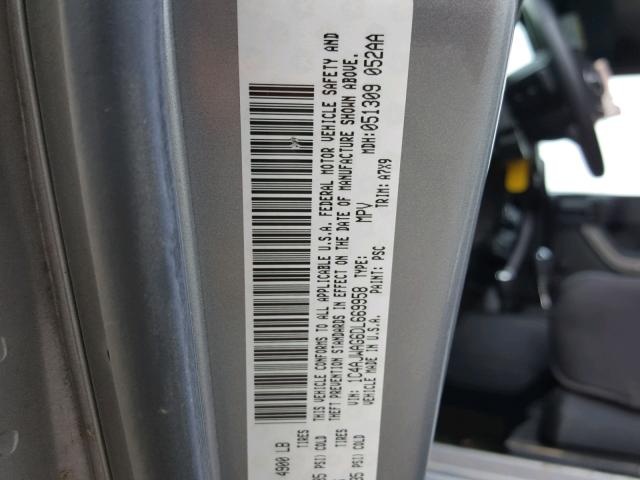 4900 LB
TIRES
35 PSI) COLD
TIRES
35 PSI) COLD
THIS VEHICLE CONFORMS TO ALL APPLICABLE U.S.A. FEDERAL MOTOR VEHICLE SAFETY AND
THEFT PREVENTION STANDARDS IN EFFECT ON THE DATE OF MANUFACTURE SHOWN ABOVE.
VIN: 1C4AJWAG6DL669958 TYPE: MPV MDH: 051309 052AA
VEHICLE MADE IN U.S.A. PAINT: PSC TRIM: A7X9